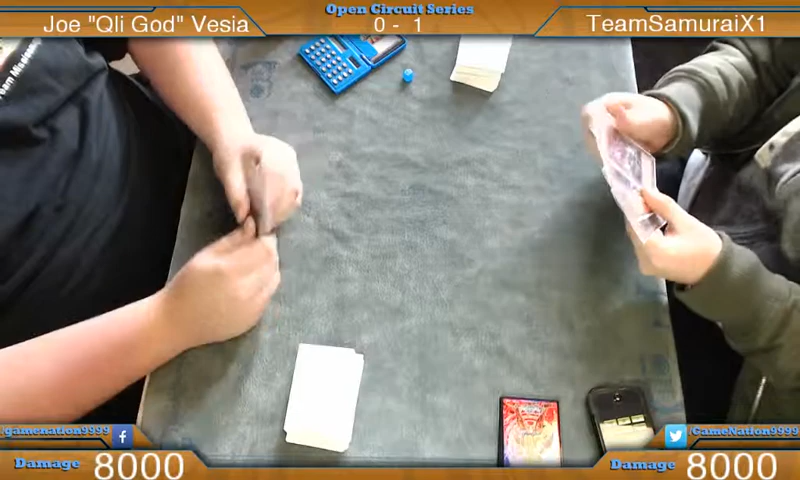 Open Circuit Series
Joe "Qli God" Vesia
0 - 1
TeamSamuraiX1
gamenation9999
GameNation9999
Damage 8000
Damage 8000